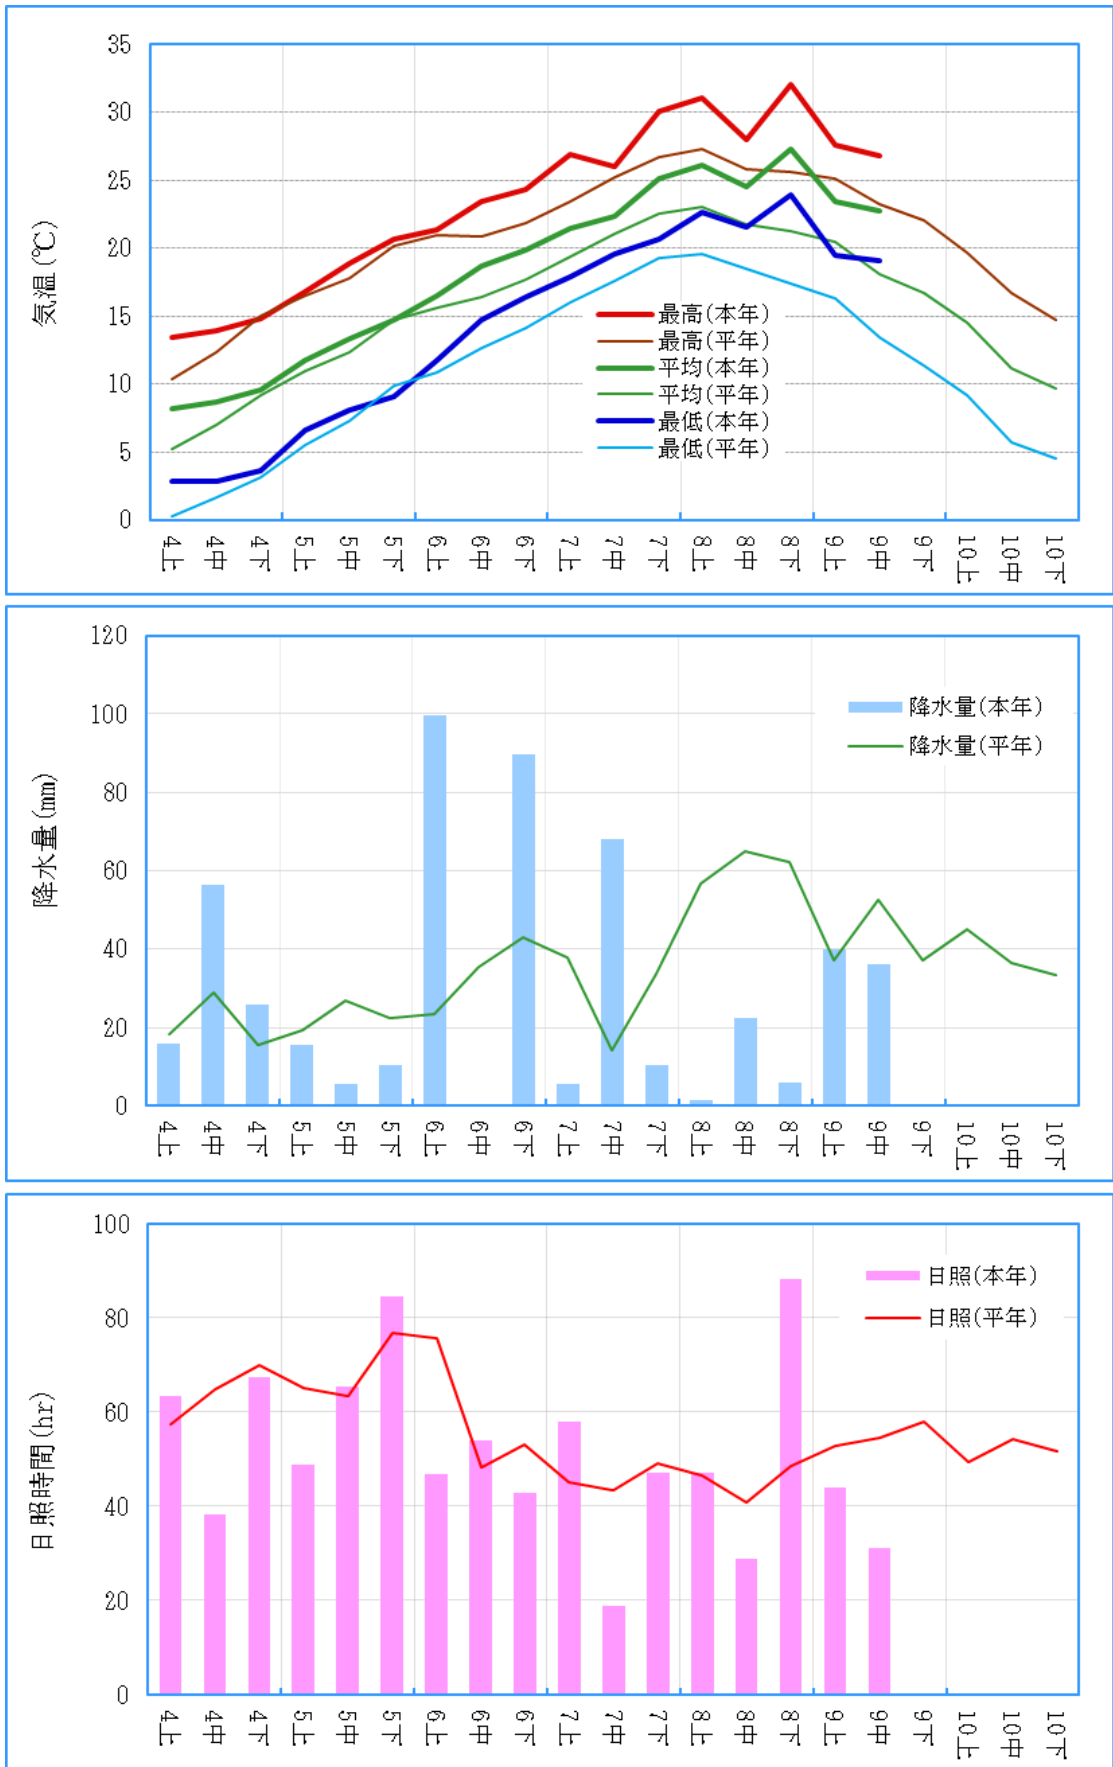 35
30
25
20
15
10
5
0
気温(℃)
最高(本年)
最高(平年)
平均(本年)
平均(平年)
最低(本年)
最低(平年)
4上 4中 4下 5上 5中 5下 6上 6中 6下 7上 7中 7下 8上 8中 8下 9上 9中 9下 10上 10中 10下
120
100
80
60
40
20
0
降水量(mm)
降水量(本年)
降水量(平年)
4上 4中 4下 5上 5中 5下 6上 6中 6下 7上 7中 7下 8上 8中 8下 9上 9中 9下 10上 10中 10下
100
80
60
40
20
0
日照時間(hr)
日照(本年)
日照(平年)
4上 4中 4下 5上 5中 5下 6上 6中 6下 7上 7中 7下 8上 8中 8下 9上 9中 9下 10上 10中 10下